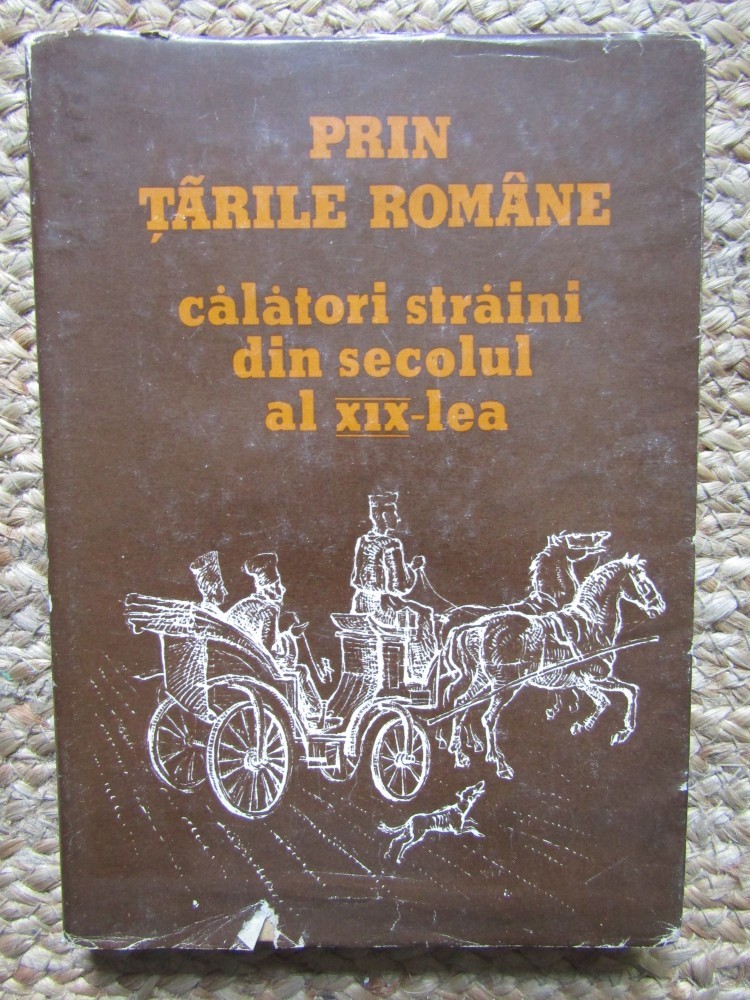 PRIN
ȚĂRILE ROMÂNE
călători străini
din secolul
al XIX-lea